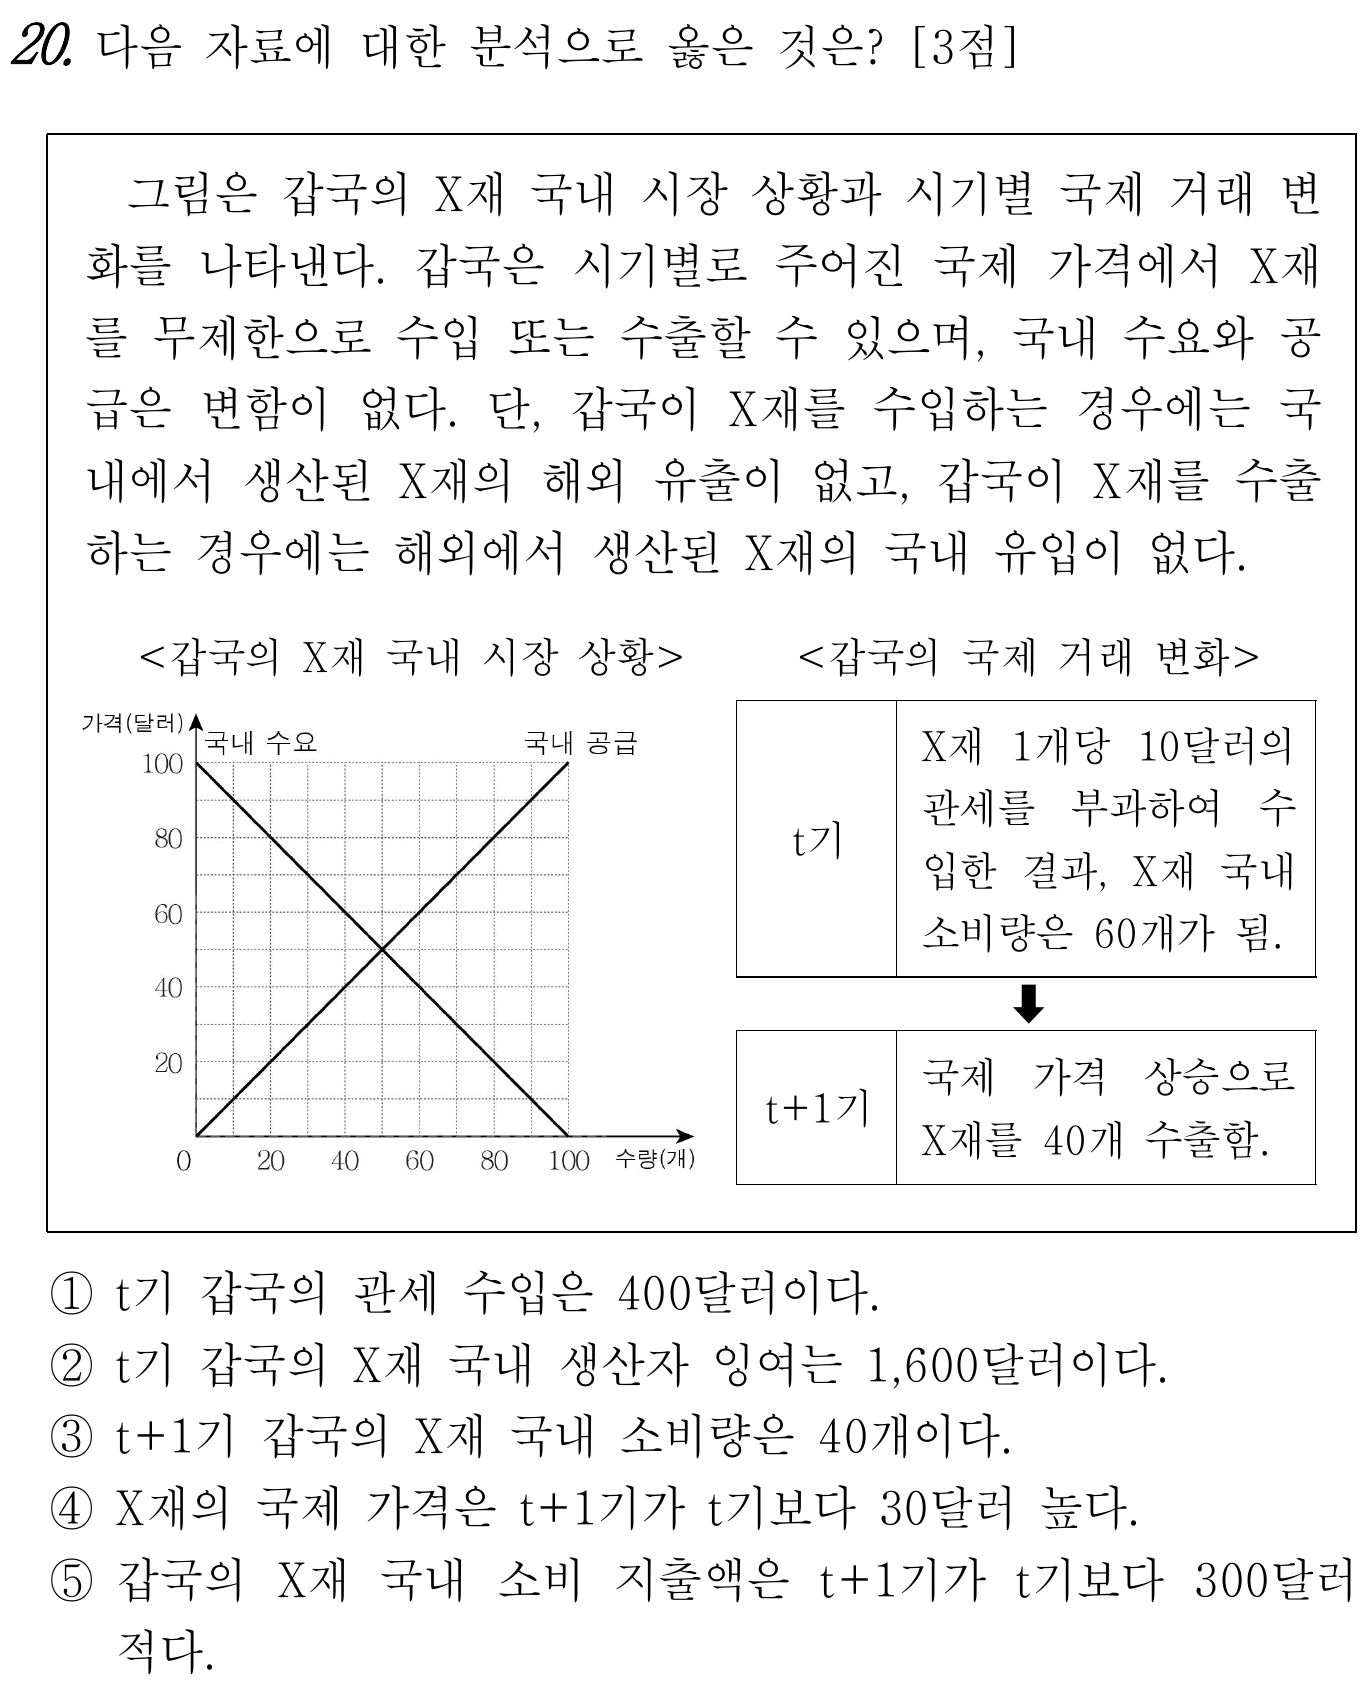 20. 다음 자료에 대한 분석으로 옳은 것은? [3점]
그림은 갑국의 X재 국내 시장 상황과 시기별 국제 거래 변
화를 나타낸다. 갑국은 시기별로 주어진 국제 가격에서 X재
를 무제한으로 수입 또는 수출할 수 있으며, 국내 수요와 공
급은 변함이 없다. 단, 갑국이 X재를 수입하는 경우에는 국
내에서 생산된 X재의 해외 유출이 없고, 갑국이 X재를 수출
하는 경우에는 해외에서 생산된 X재의 국내 유입이 없다.
<갑국의 X재 국내 시장 상황>
가격(달러)
국내 수요
국내 공급
100
80
60
40
20
0 20 40 60 80 100 수량(개)
<갑국의 국제 거래 변화>
t기
X재 1개당 10달러의
관세를 부과하여 수
입한 결과, X재 국내
소비량은 60개가 됨.
t+1기
국제 가격 상승으로
X재를 40개 수출함.
① t기 갑국의 관세 수입은 400달러이다.
② t기 갑국의 X재 국내 생산자 잉여는 1,600달러이다.
③ t+1기 갑국의 X재 국내 소비량은 40개이다.
④ X재의 국제 가격은 t+1기가 t기보다 30달러 높다.
⑤ 갑국의 X재 국내 소비 지출액은 t+1기가 t기보다 300달러
적다.